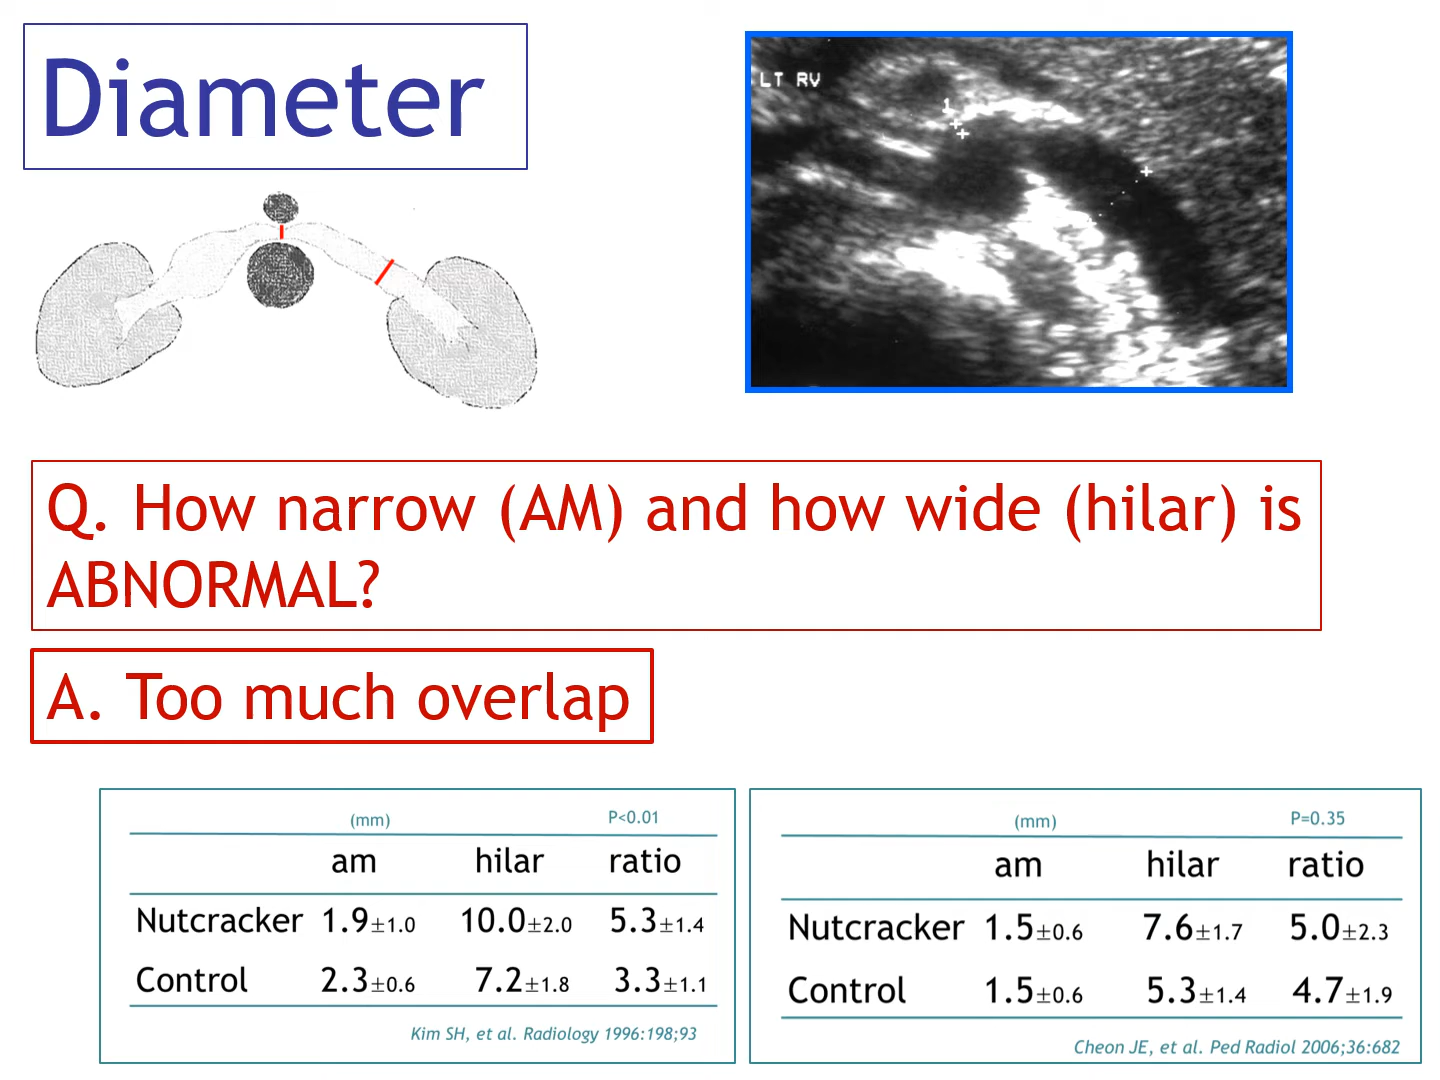 Diameter
LT RV
1
Q. How narrow (AM) and how wide (hilar) is
ABNORMAL?
A. Too much overlap
(mm) P<0.01
am hilar ratio
Nutcracker 1.9±1.0 10.0±2.0 5.3±1.4
Control 2.3±0.6 7.2±1.8 3.3±1.1
Kim SH, et al. Radiology 1996:198;93
(mm) P=0.35
am hilar ratio
Nutcracker 1.5±0.6 7.6±1.7 5.0±2.3
Control 1.5±0.6 5.3±1.4 4.7±1.9
Cheon JE, et al. Ped Radiol 2006;36:682